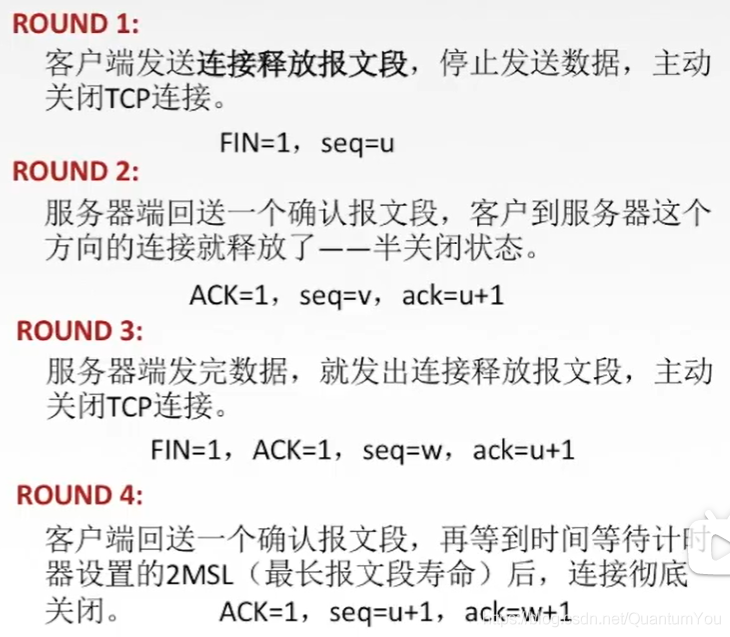 ROUND 1:
客户端发送连接释放报文段，停止发送数据，主动
关闭TCP连接。
FIN=1，seq=u
ROUND 2:
服务器端回送一个确认报文段，客户到服务器这个
方向的连接就释放了——半关闭状态。
ACK=1，seq=v，ack=u+1
ROUND 3:
服务器端发完数据，就发出连接释放报文段，主动
关闭TCP连接。
FIN=1，ACK=1，seq=w，ack=u+1
ROUND 4:
客户端回送一个确认报文段，再等到时间等待计时
器设置的2MSL（最长报文段寿命）后，连接彻底
关闭。 ACK=1，seq=u+1，ack=w+1
https://blog.csdn.net/QuantumYou